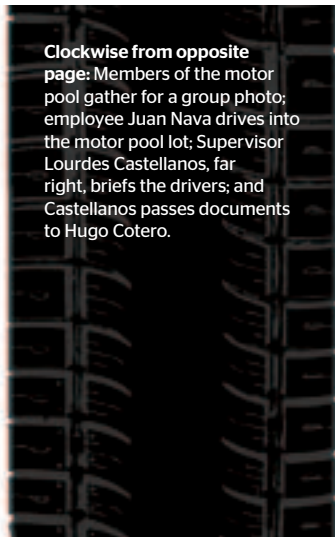 Clockwise from opposite
page: Members of the motor
pool gather for a group photo;
employee Juan Nava drives into
the motor pool lot; Supervisor
Lourdes Castellanos, far
right, briefs the drivers; and
Castellanos passes documents
to Hugo Cotero.